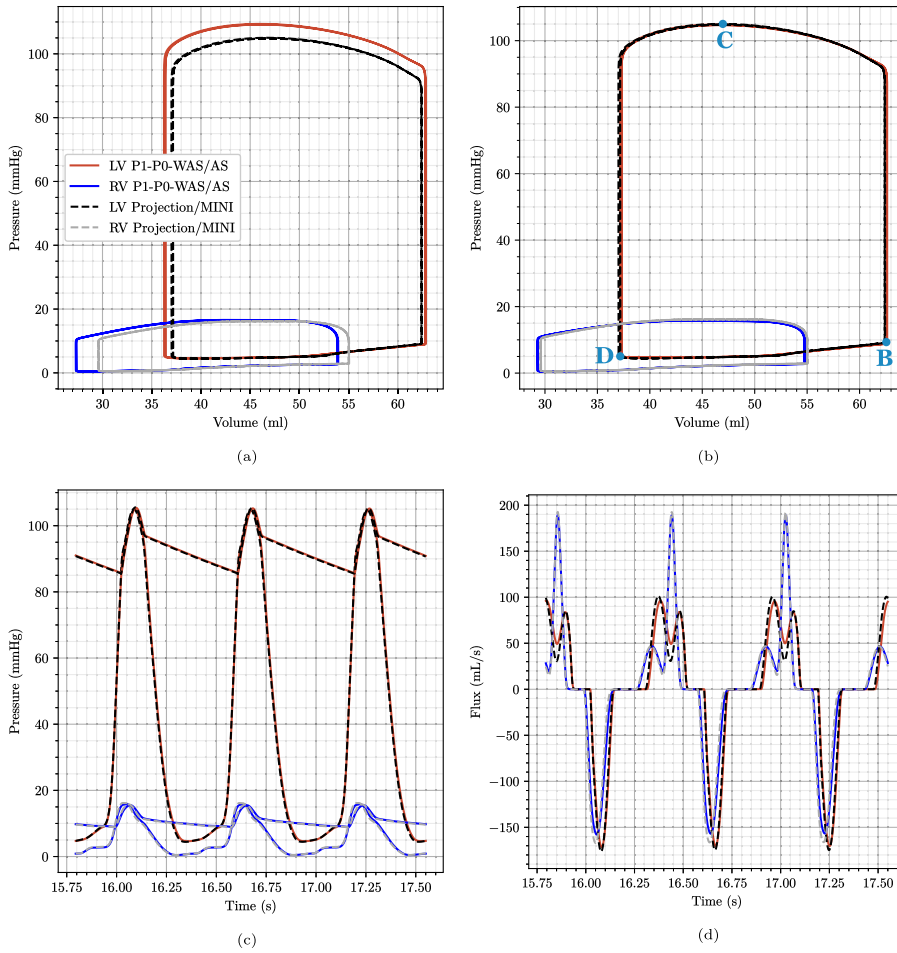 100
80
60
40
20
0
Pressure (mmHg)
LV P1-P0-WAS/AS
RV P1-P0-WAS/AS
LV Projection/MINI
RV Projection/MINI
30 35 40 45 50 55 60
Volume (ml)
(a)
100
80
60
40
20
0
Pressure (mmHg)
C
D
B
30 35 40 45 50 55 60
Volume (ml)
(b)
100
80
60
40
20
0
Pressure (mmHg)
15.75 16.00 16.25 16.50 16.75 17.00 17.25 17.50
Time (s)
(c)
200
150
100
50
0
−50
−100
−150
Flux (mL/s)
15.75 16.00 16.25 16.50 16.75 17.00 17.25 17.50
Time (s)
(d)